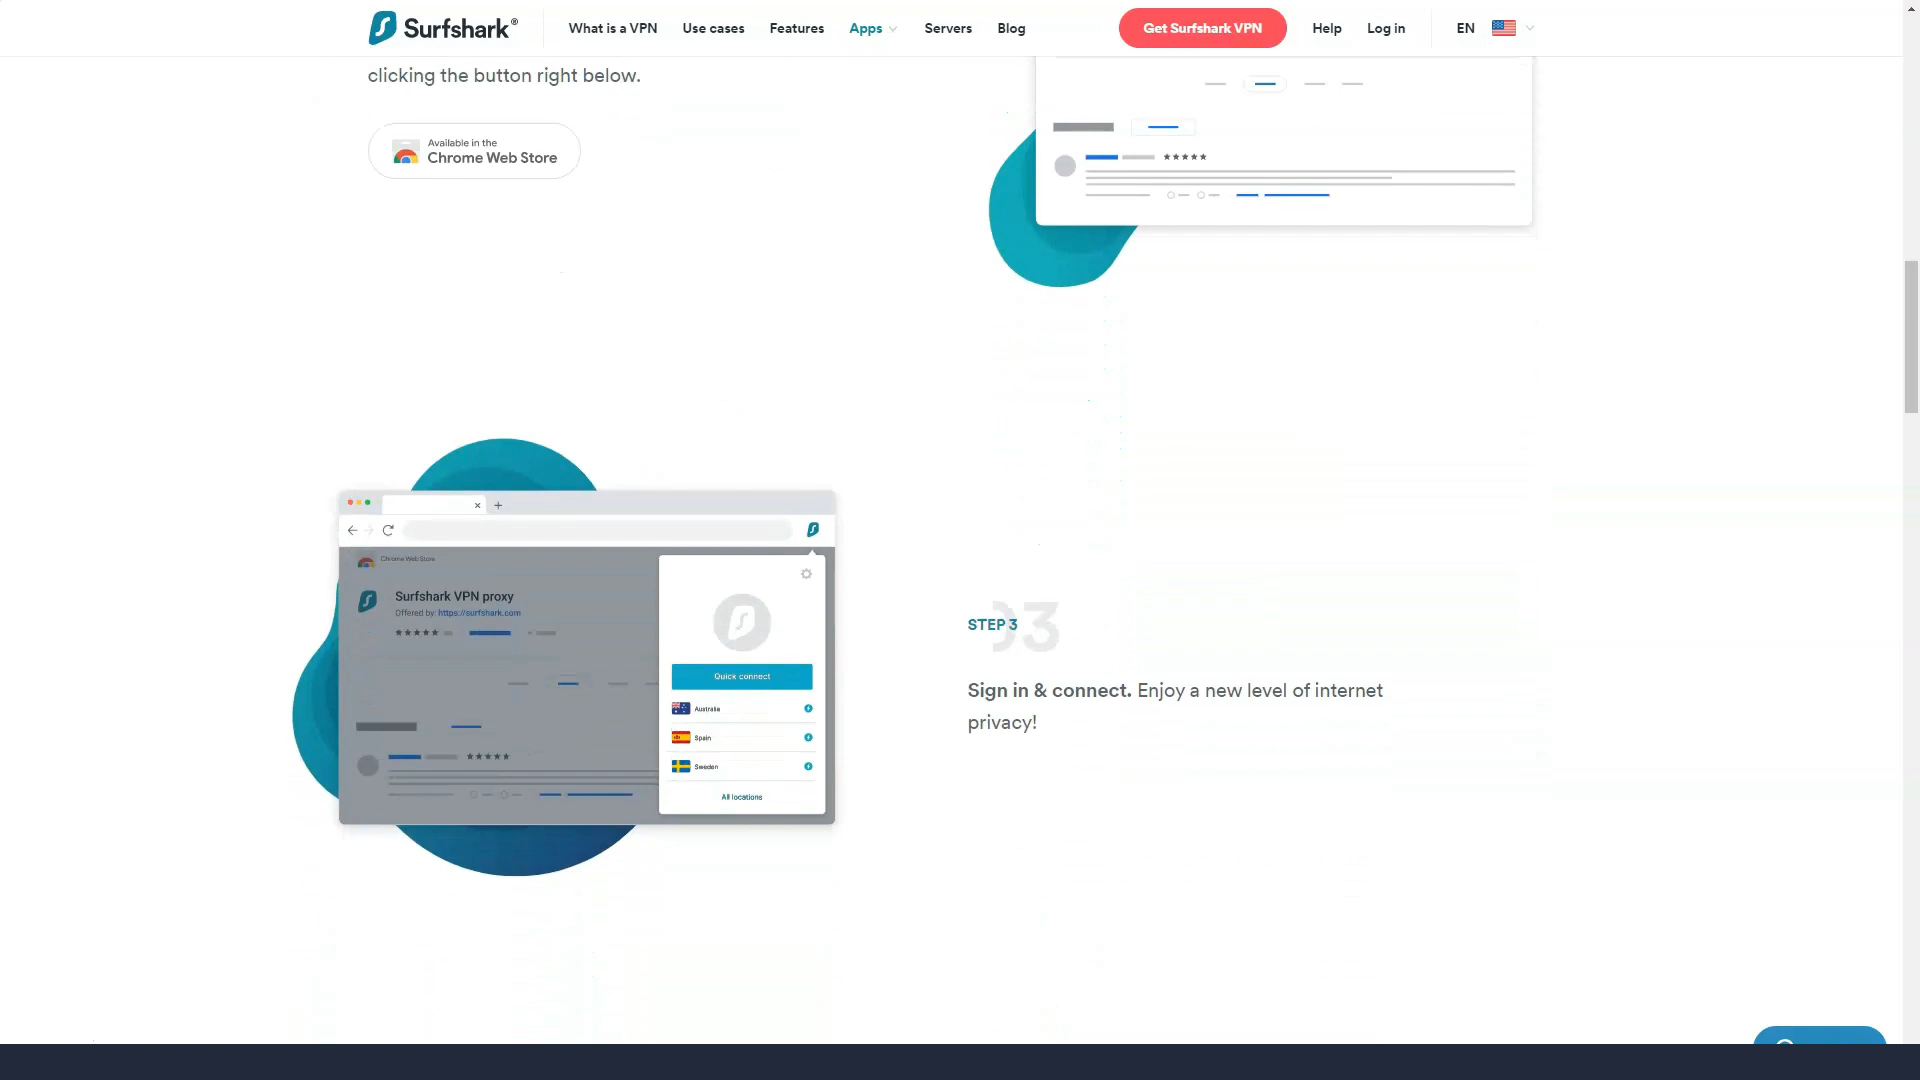 Surfshark®
What is a VPN
Use cases
Features
Apps
Servers
Blog
Get Surfshark VPN
Help
Log in
EN
clicking the button right below.
Available in the
Chrome Web Store
Chrome Web Store
Surfshark VPN proxy
Offered by: https://surfshark.com
Quick connect
Australia
Spain
Sweden
All locations
03
STEP 3
Sign in & connect. Enjoy a new level of internet
privacy!